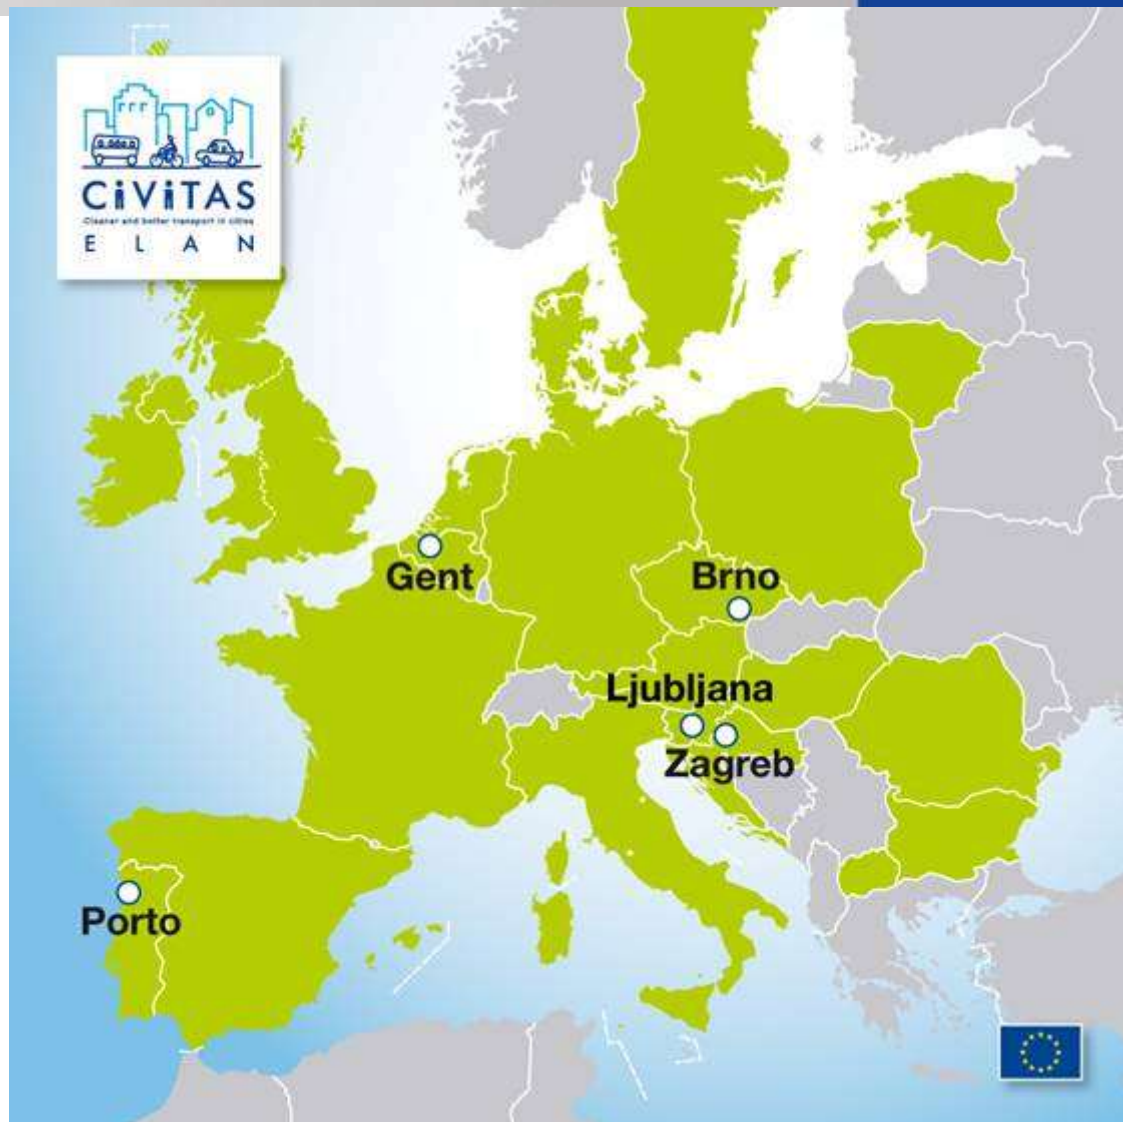 CiViTAS
Cleaner and better transport in cities
E L A N
Gent
Brno
Ljubljana
Zagreb
Porto